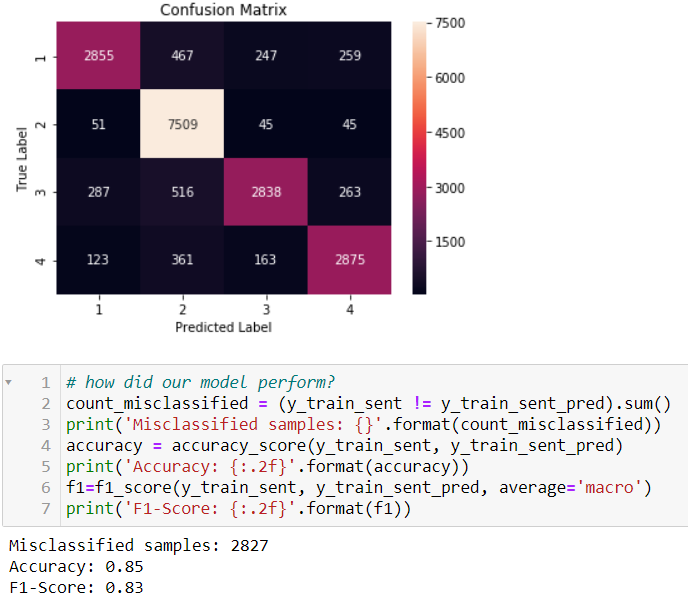 Confusion Matrix
7500
6000
4500
3000
1500
True Label
1
2855 467 247 259
2
51 7509 45 45
3
287 516 2838 263
4
123 361 163 2875
1 2 3 4
Predicted Label
1 # how did our model perform?
2 count_misclassified = (y_train_sent != y_train_sent_pred).sum()
3 print('Misclassified samples: {}'.format(count_misclassified))
4 accuracy = accuracy_score(y_train_sent, y_train_sent_pred)
5 print('Accuracy: {:.2f}'.format(accuracy))
6 f1=f1_score(y_train_sent, y_train_sent_pred, average='macro')
7 print('F1-Score: {:.2f}'.format(f1))
Misclassified samples: 2827
Accuracy: 0.85
F1-Score: 0.83